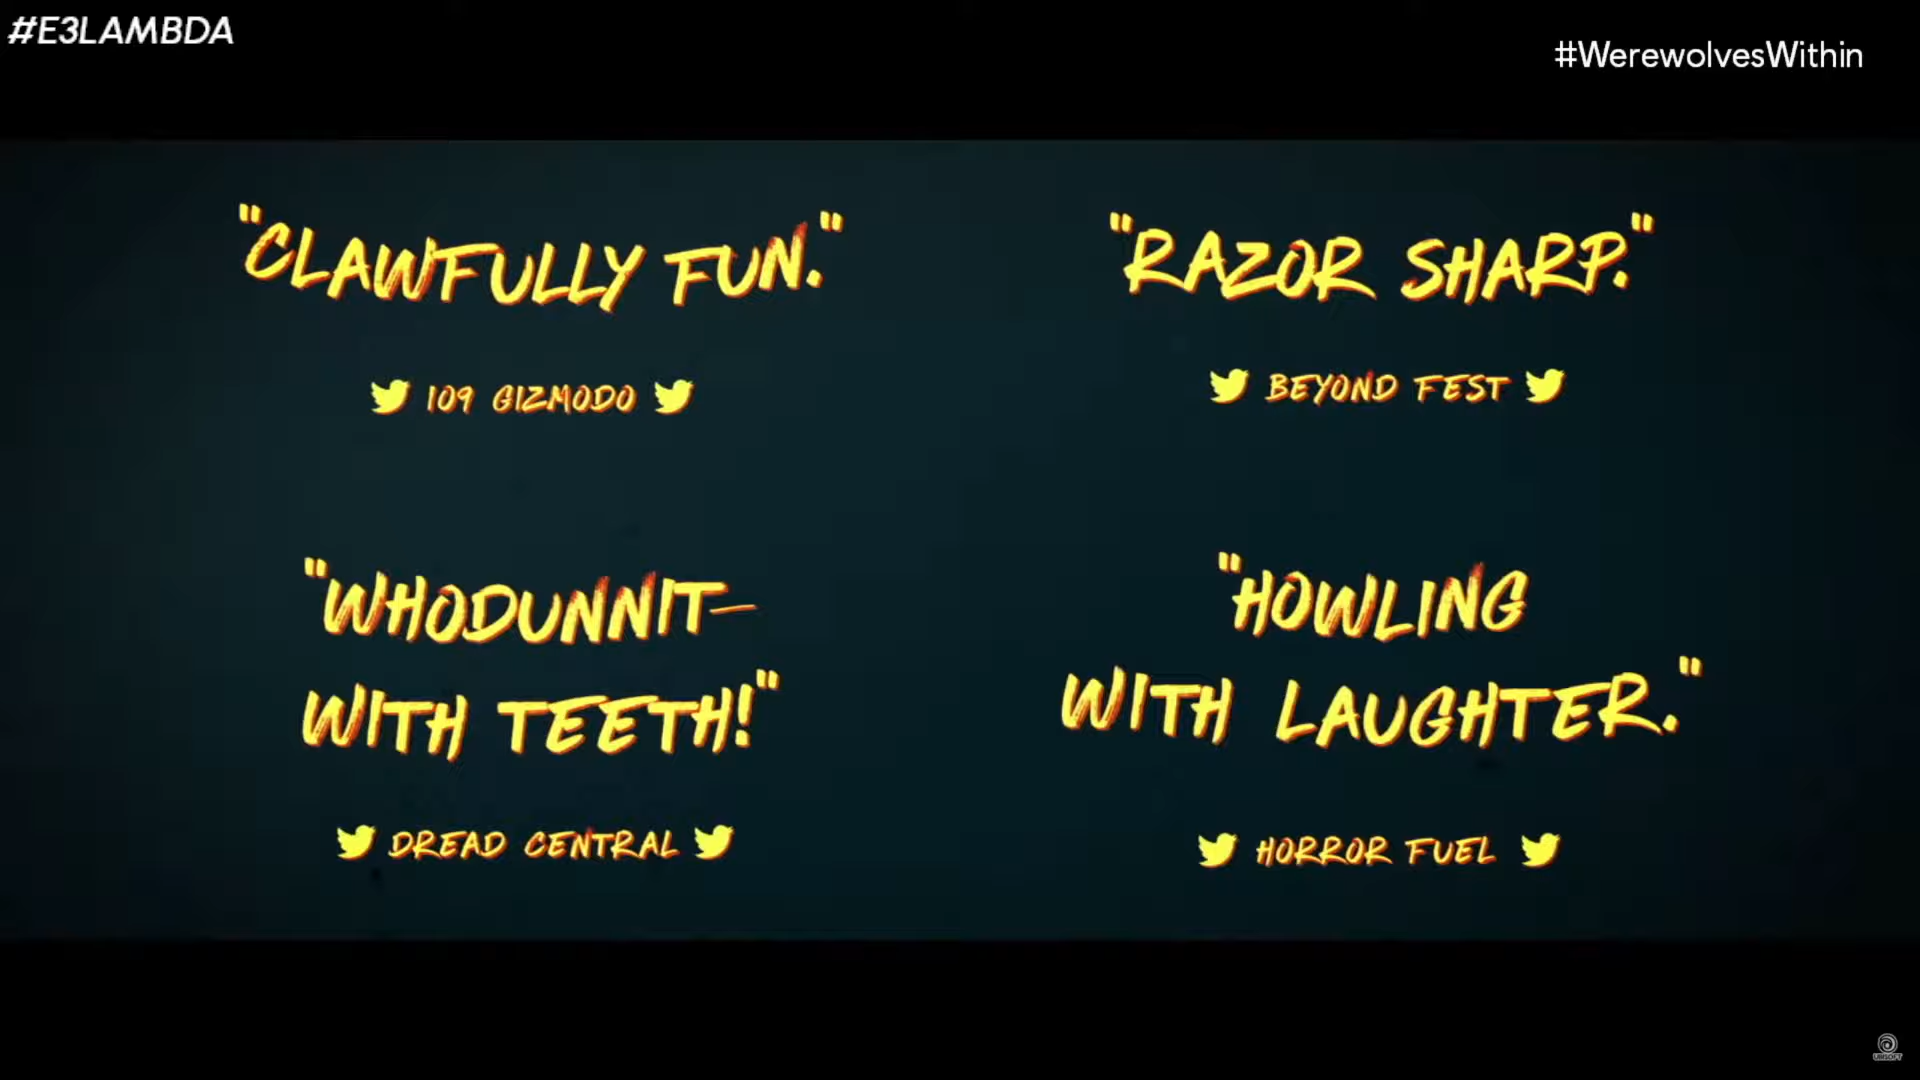 #E3LAMBDA
#WerewolvesWithin
"CLAWFULLY FUN."
109 GIZMODO
"RAZOR SHARP."
BEYOND FEST
"WHODUNNIT—
WITH TEETH!"
DREAD CENTRAL
"HOWLING
WITH LAUGHTER."
HORROR FUEL
UBISOFT